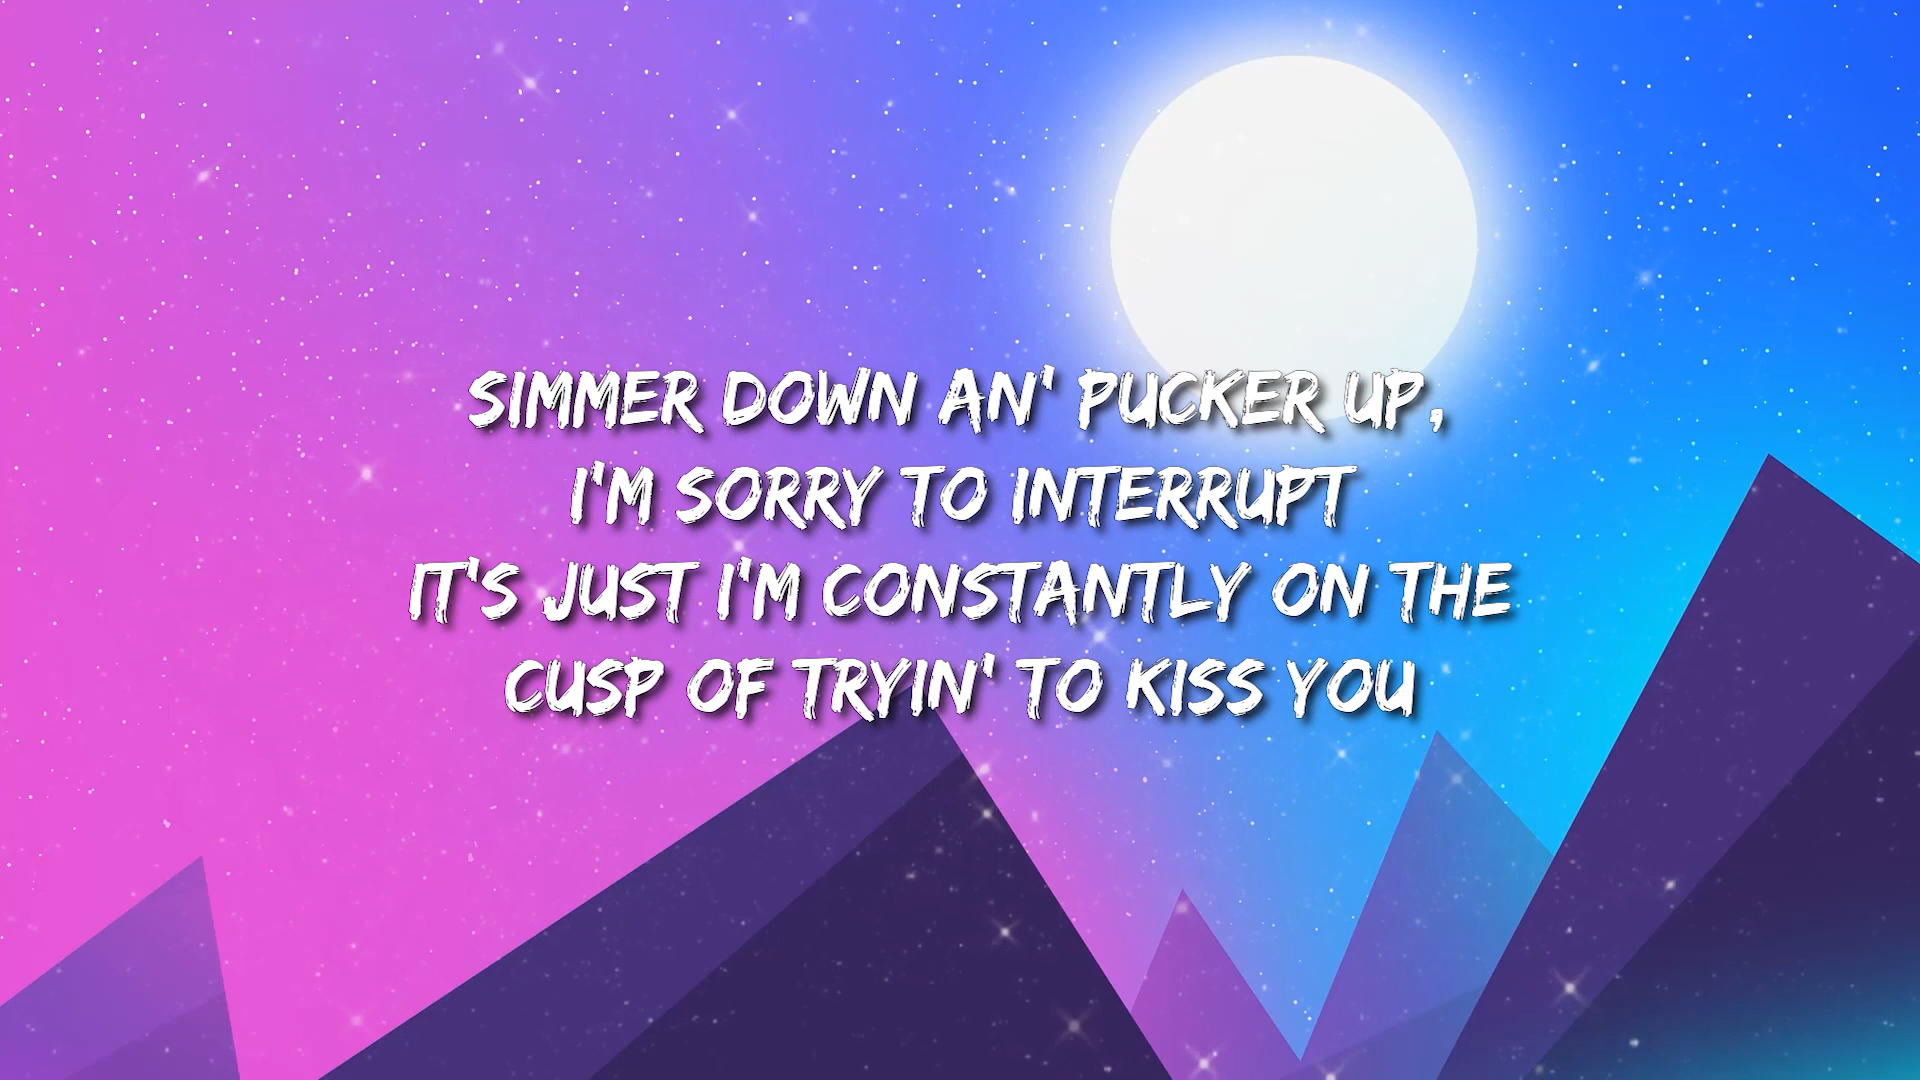 SIMMER DOWN AN' PUCKER UP,
I'M SORRY TO INTERRUPT
IT'S JUST I'M CONSTANTLY ON THE
CUSP OF TRYIN' TO KISS YOU